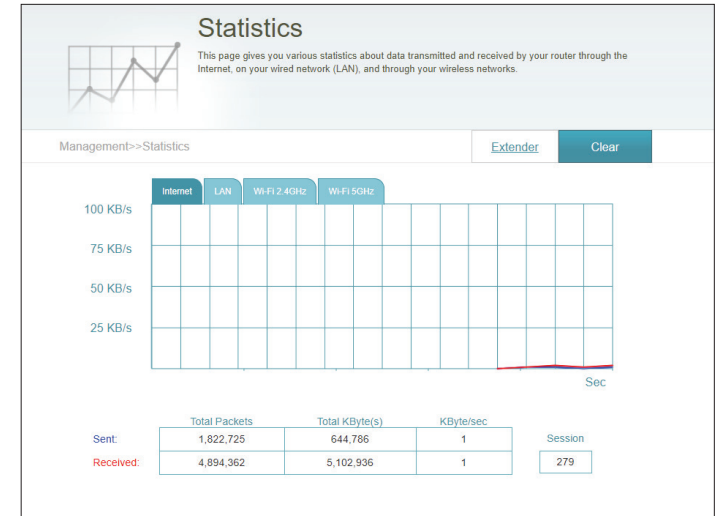 Statistics
This page gives you various statistics about data transmitted and received by your router through the
Internet, on your wired network (LAN), and through your wireless networks.
Management>>Statistics
Extender
Clear
Internet
LAN
Wi-Fi 2.4GHz
Wi-Fi 5GHz
100 KB/s
75 KB/s
50 KB/s
25 KB/s
Sec
Total Packets Total KByte(s) KByte/sec
Sent: 1,822,725 644,786 1 Session
Received: 4,894,362 5,102,936 1 279